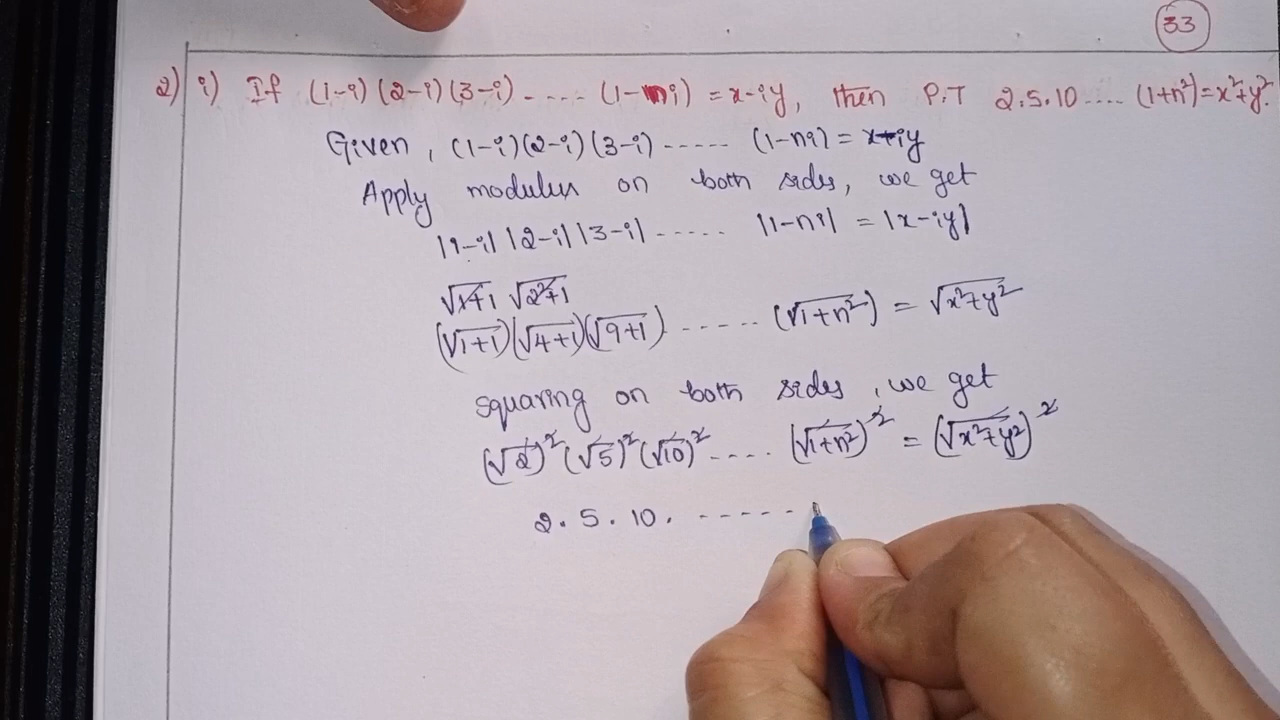 33
2) i) If (1-i)(2-i)(3-i)..... (1-ni) = x-iy, then P.T 2.5.10.... (1+n²)=x²+y².
Given, (1-i)(2-i)(3-i)...... (1-ni) = x-iy
Apply modulus on both sides, we get
|1-i| |2-i| |3-i|...... |1-ni| = |x-iy|
√1+1 √2²+1
(√1+1)(√4+1)(√9+1)...... (√1+n²) = √x²+y²
squaring on both sides, we get
(√2)²(√5)²(√10)².... (√1+n²)² = (√x²+y²)²
2.5.10. ------